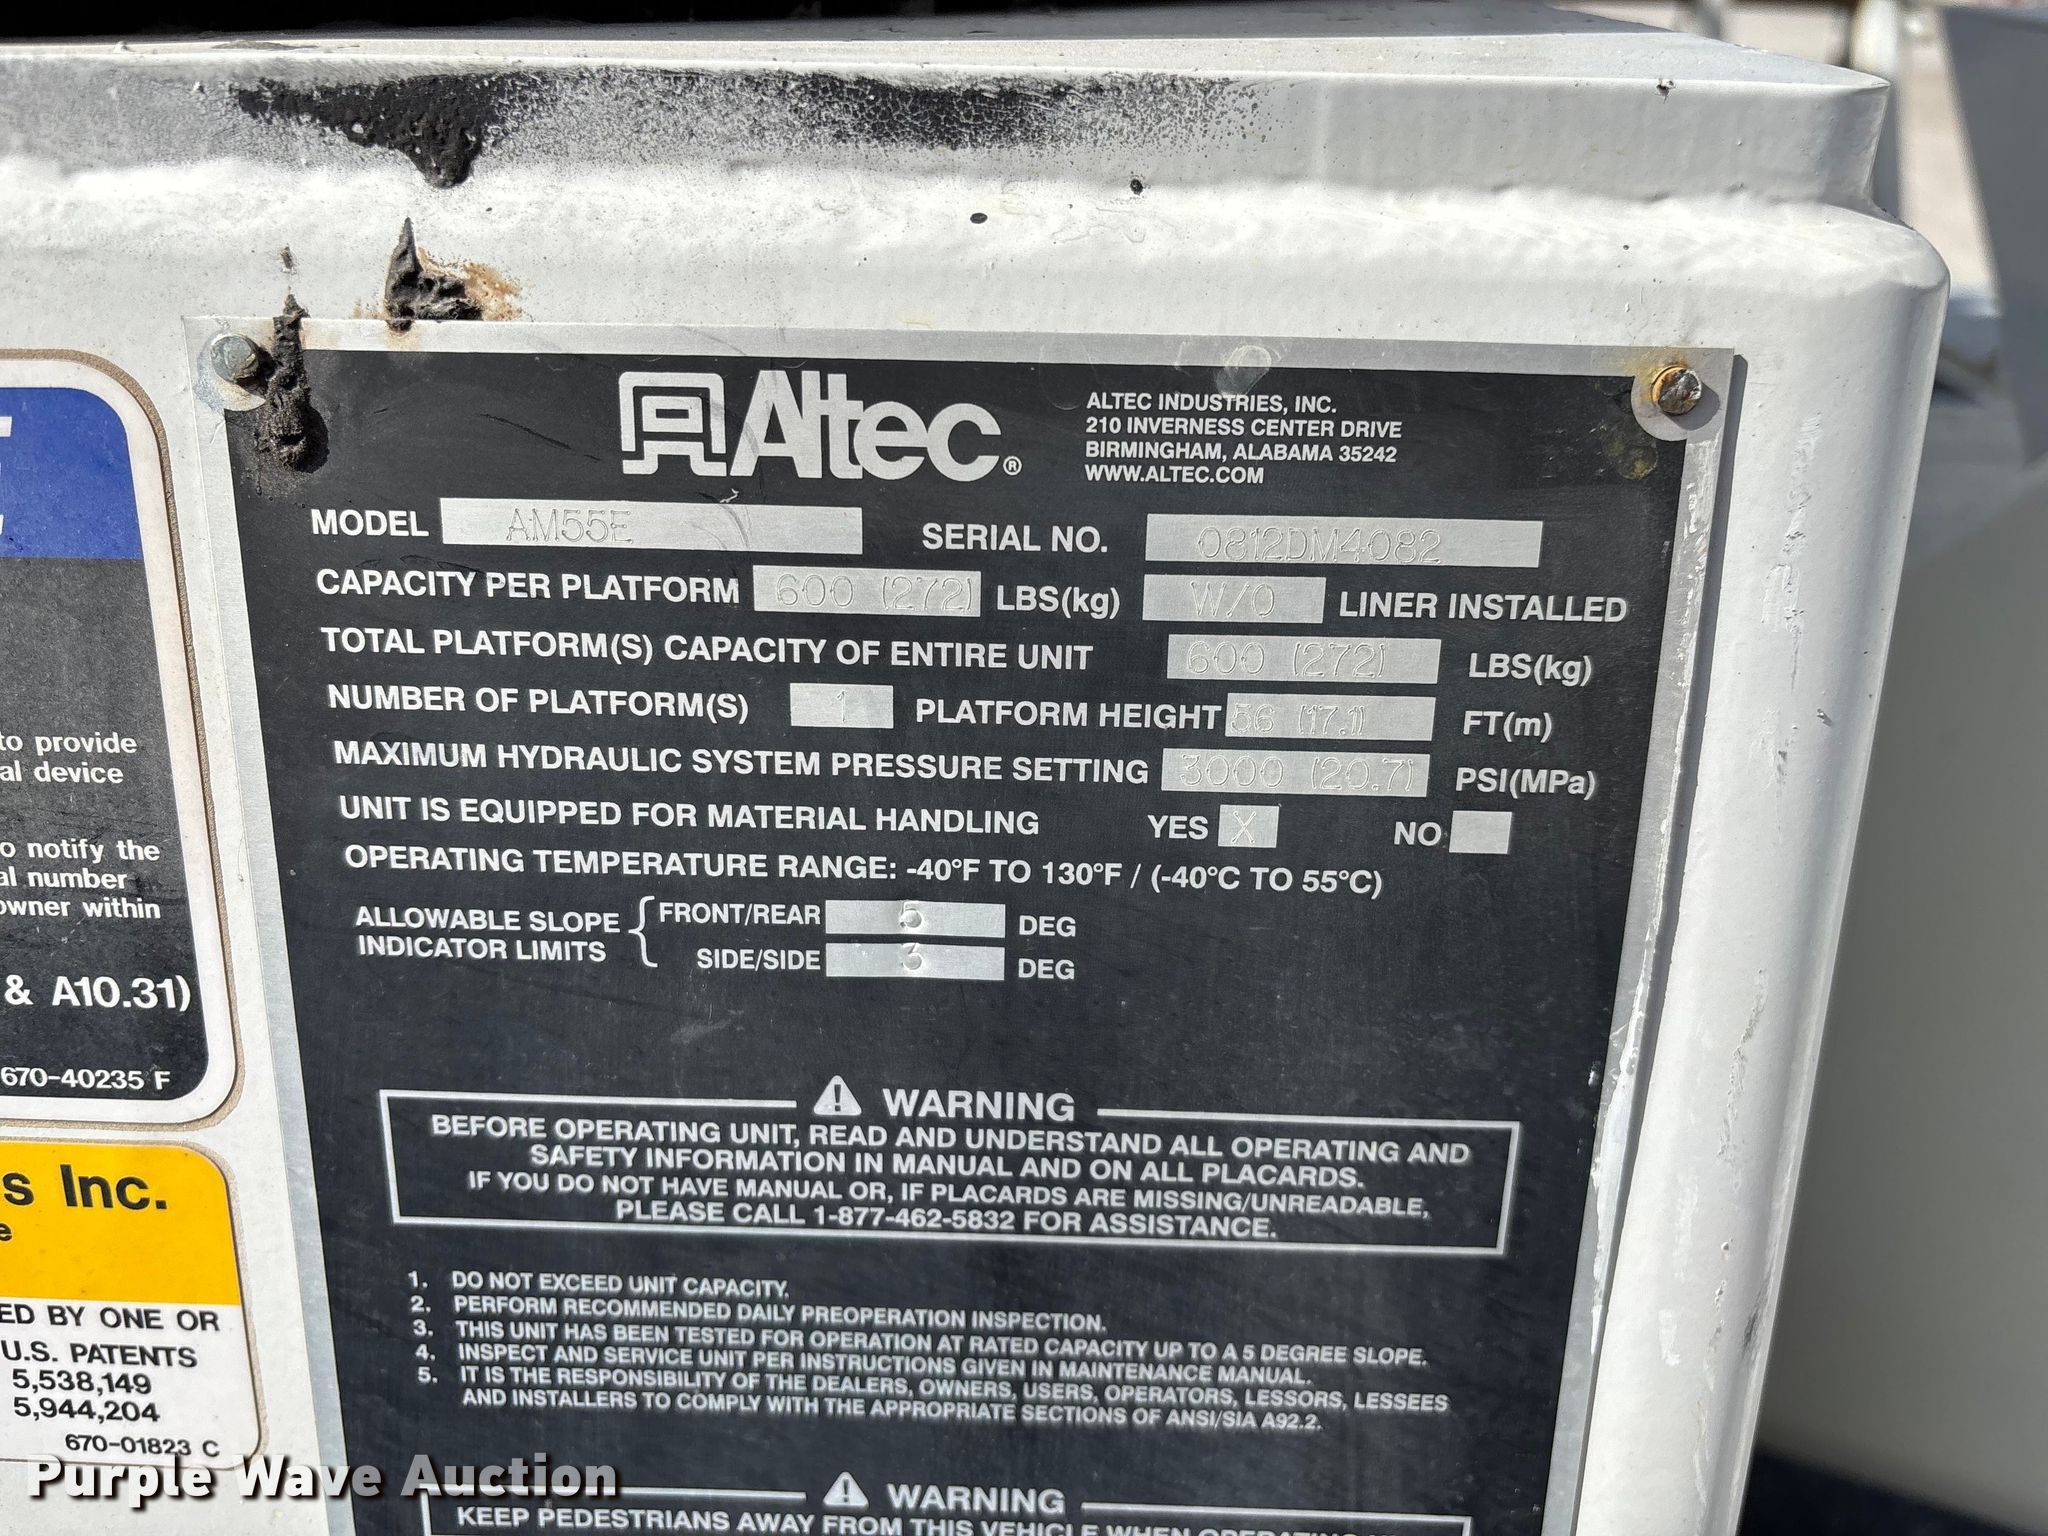 Altec®
ALTEC INDUSTRIES, INC.
210 INVERNESS CENTER DRIVE
BIRMINGHAM, ALABAMA 35242
WWW.ALTEC.COM
MODEL AM55E SERIAL NO. 0812DM4082
CAPACITY PER PLATFORM 600 (272) LBS(kg) W/O LINER INSTALLED
TOTAL PLATFORM(S) CAPACITY OF ENTIRE UNIT 600 (272) LBS(kg)
NUMBER OF PLATFORM(S) 1 PLATFORM HEIGHT 56 (17.1) FT(m)
MAXIMUM HYDRAULIC SYSTEM PRESSURE SETTING 3000 (20.7) PSI(MPa)
UNIT IS EQUIPPED FOR MATERIAL HANDLING YES X NO
OPERATING TEMPERATURE RANGE: -40°F TO 130°F / (-40°C TO 55°C)
ALLOWABLE SLOPE INDICATOR LIMITS
FRONT/REAR 5 DEG
SIDE/SIDE 3 DEG
WARNING
BEFORE OPERATING UNIT, READ AND UNDERSTAND ALL OPERATING AND
SAFETY INFORMATION IN MANUAL AND ON ALL PLACARDS.
IF YOU DO NOT HAVE MANUAL OR, IF PLACARDS ARE MISSING/UNREADABLE,
PLEASE CALL 1-877-462-5832 FOR ASSISTANCE.
1. DO NOT EXCEED UNIT CAPACITY.
2. PERFORM RECOMMENDED DAILY PREOPERATION INSPECTION.
3. THIS UNIT HAS BEEN TESTED FOR OPERATION AT RATED CAPACITY UP TO A 5 DEGREE SLOPE.
4. INSPECT AND SERVICE UNIT PER INSTRUCTIONS GIVEN IN MAINTENANCE MANUAL.
5. IT IS THE RESPONSIBILITY OF THE DEALERS, OWNERS, USERS, OPERATORS, LESSORS, LESSEES
AND INSTALLERS TO COMPLY WITH THE APPROPRIATE SECTIONS OF ANSI/SIA A92.2.
WARNING
KEEP PEDESTRIANS AWAY FROM THIS VEHICLE WHEN
to provide
al device
o notify the
al number
owner within
& A10.31)
670-40235 F
s Inc.
e
ED BY ONE OR
U.S. PATENTS
5,538,149
5,944,204
670-01823 C
Purple Wave Auction